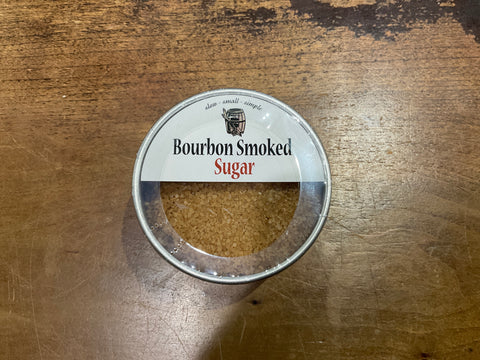 slow - small - simple
Bourbon Smoked
Sugar